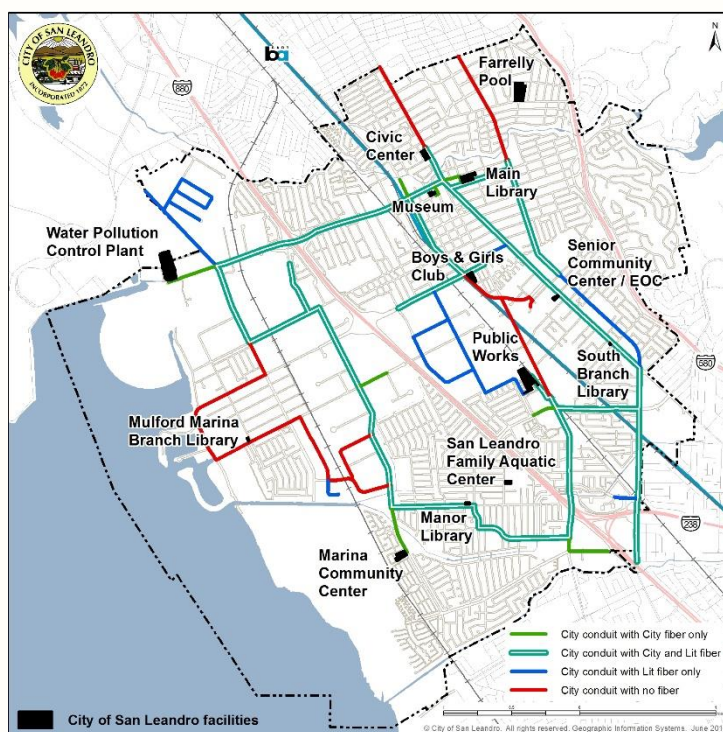 CITY OF SAN LEANDRO
INCORPORATED 1872
880
ba
N
Farrelly
Pool
Civic
Center
Main
Library
Museum
Water Pollution
Control Plant
Boys & Girls
Club
Senior
Community
Center / EOC
Public
Works
South
Branch
Library
580
Mulford Marina
Branch Library
San Leandro
Family Aquatic
Center
238
Manor
Library
Marina
Community
Center
City conduit with City fiber only
City conduit with City and Lit fiber
City conduit with Lit fiber only
City conduit with no fiber
City of San Leandro facilities
© City of San Leandro. All rights reserved. Geographic Information Systems. June 201